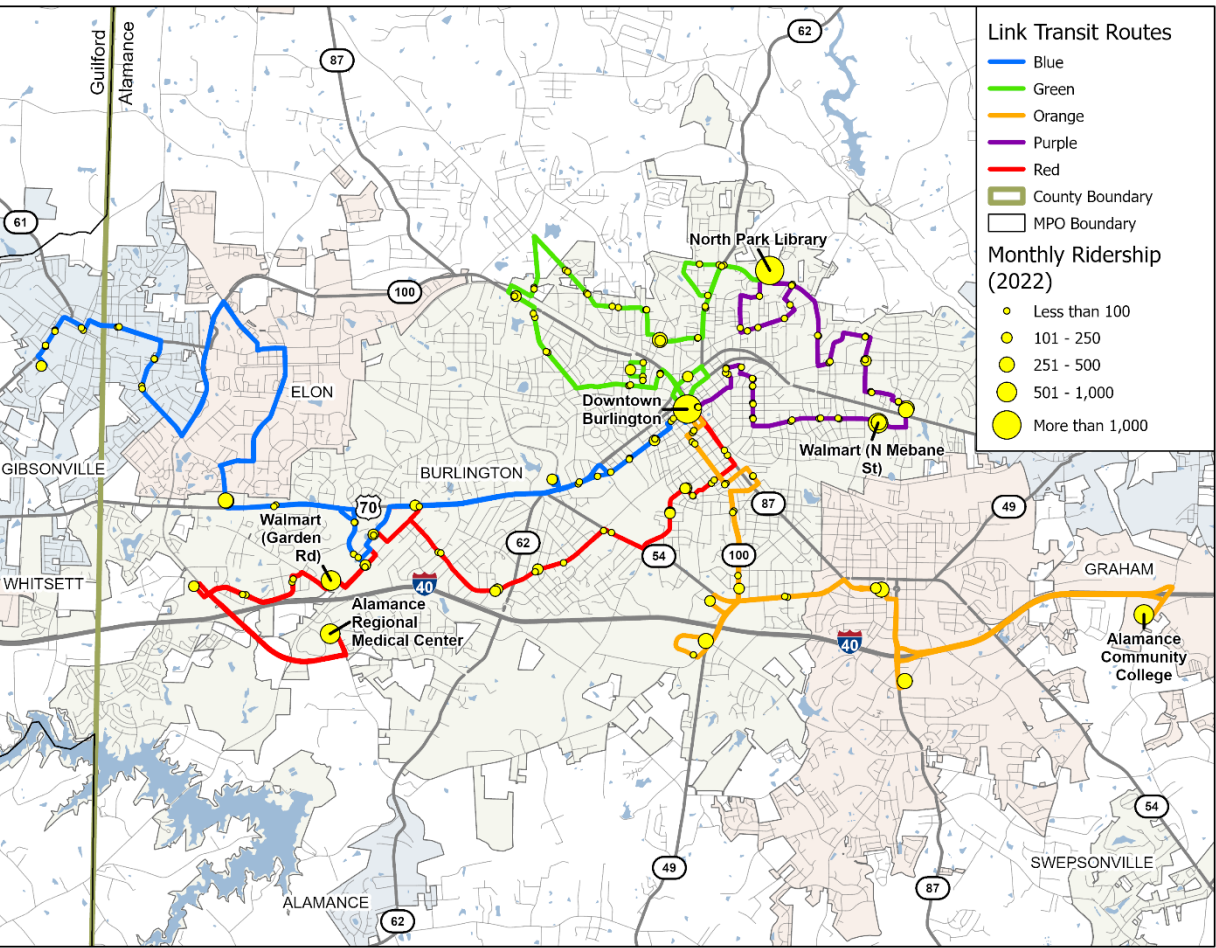 62
87
Guilford
Alamance
61
100
ELON
GIBSONVILLE
BURLINGTON
70
WHITSETT
Walmart
(Garden
Rd)
62
40
Alamance
Regional
Medical Center
North Park Library
Downtown
Burlington
Walmart (N Mebane
St)
87
49
54
100
40
GRAHAM
Alamance
Community
College
49
54
SWEPSONVILLE
87
ALAMANCE
62
Link Transit Routes
Blue
Green
Orange
Purple
Red
County Boundary
MPO Boundary
Monthly Ridership
(2022)
Less than 100
101 - 250
251 - 500
501 - 1,000
More than 1,000